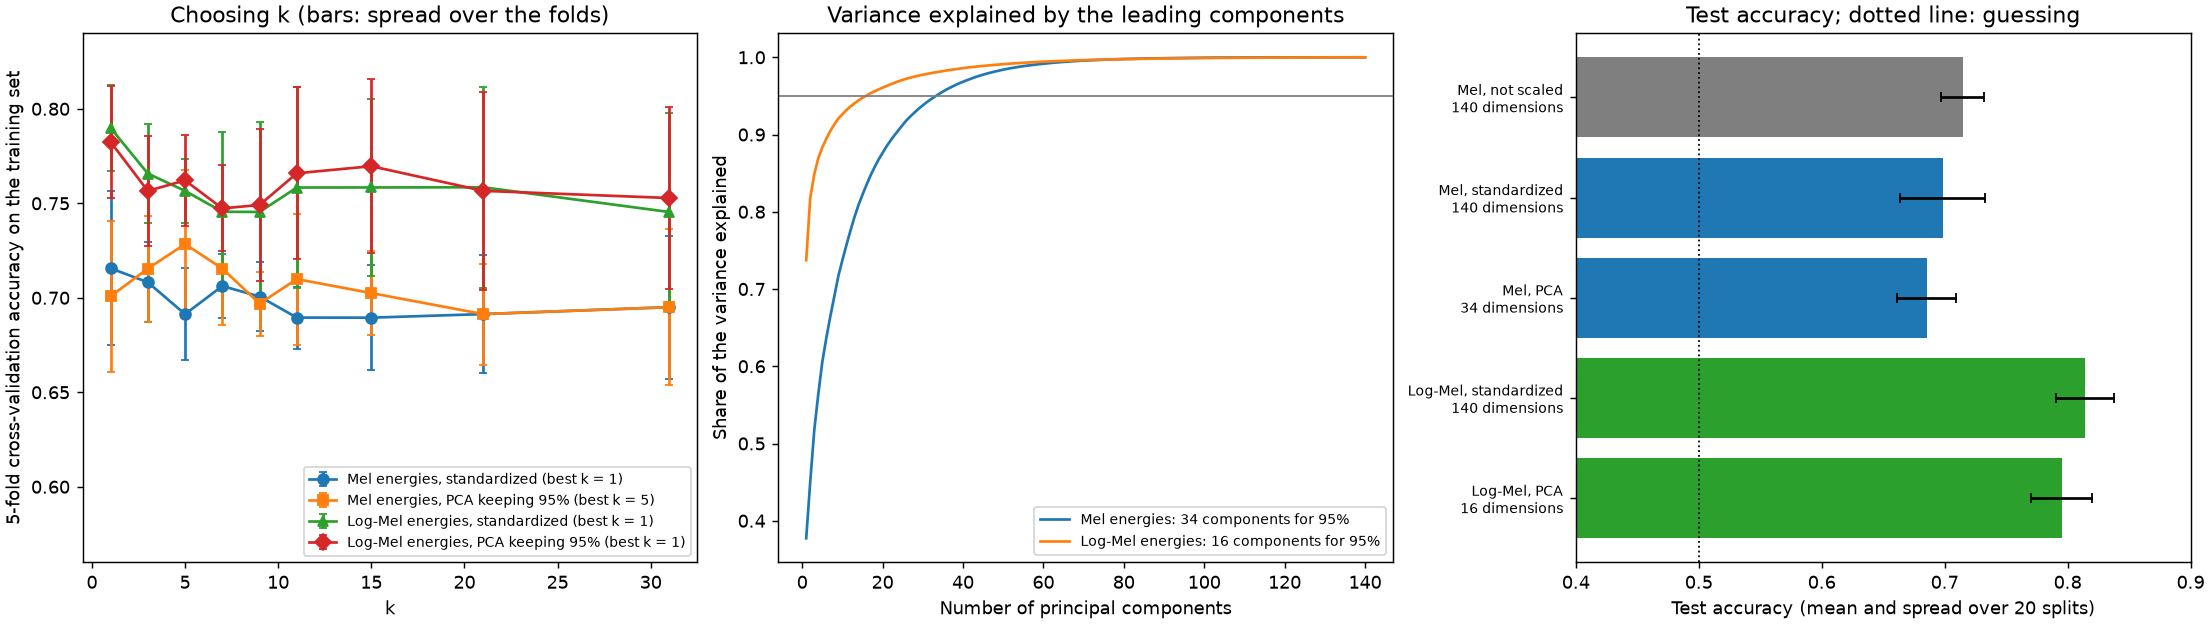 Choosing k (bars: spread over the folds)
5-fold cross-validation accuracy on the training set
0.80
0.75
0.70
0.65
0.60
Mel energies, standardized (best k = 1)
Mel energies, PCA keeping 95% (best k = 5)
Log-Mel energies, standardized (best k = 1)
Log-Mel energies, PCA keeping 95% (best k = 1)
0
5
10
15
20
25
30
k
Variance explained by the leading components
Share of the variance explained
1.0
0.9
0.8
0.7
0.6
0.5
0.4
Mel energies: 34 components for 95%
Log-Mel energies: 16 components for 95%
0
20
40
60
80
100
120
140
Number of principal components
Test accuracy; dotted line: guessing
Mel, not scaled
140 dimensions
Mel, standardized
140 dimensions
Mel, PCA
34 dimensions
Log-Mel, standardized
140 dimensions
Log-Mel, PCA
16 dimensions
0.4
0.5
0.6
0.7
0.8
0.9
Test accuracy (mean and spread over 20 splits)